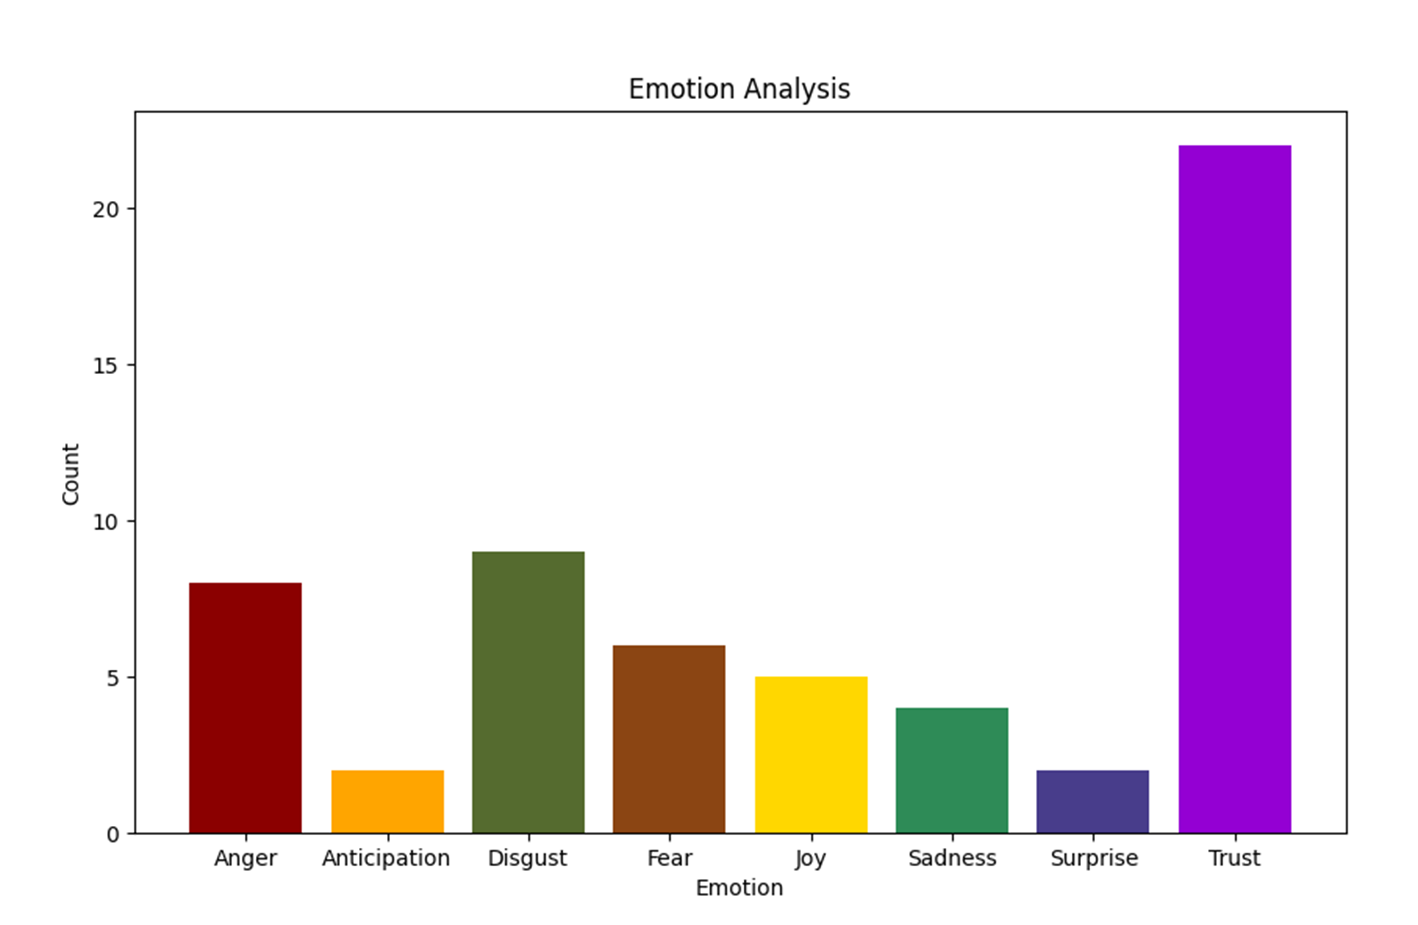 Emotion Analysis
20
15
10
5
0
Count
Anger Anticipation Disgust Fear Joy Sadness Surprise Trust
Emotion